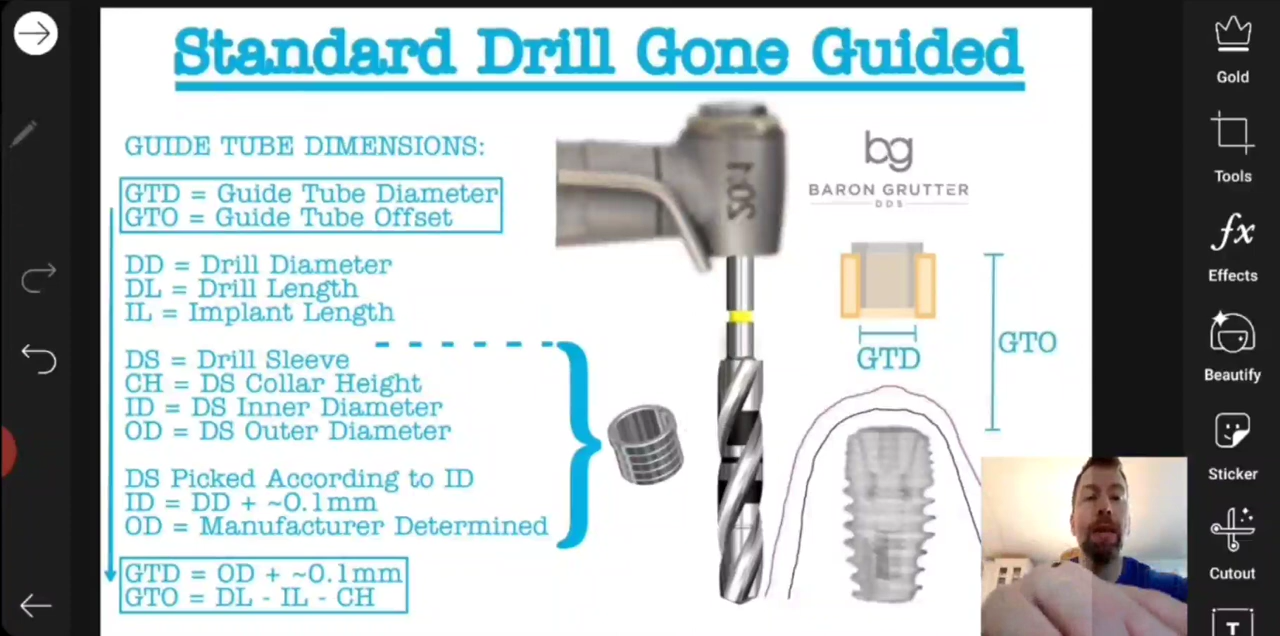 Standard Drill Gone Guided
GUIDE TUBE DIMENSIONS:
GTD = Guide Tube Diameter
GTO = Guide Tube Offset
DD = Drill Diameter
DL = Drill Length
IL = Implant Length
DS = Drill Sleeve
CH = DS Collar Height
ID = DS Inner Diameter
OD = DS Outer Diameter
DS Picked According to ID
ID = DD + ~0.1mm
OD = Manufacturer Determined
GTD = OD + ~0.1mm
GTO = DL - IL - CH
bg
BARON GRUTTER
DDS
GTD
GTO
Gold
Tools
fx
Effects
Beautify
Sticker
Cutout
T